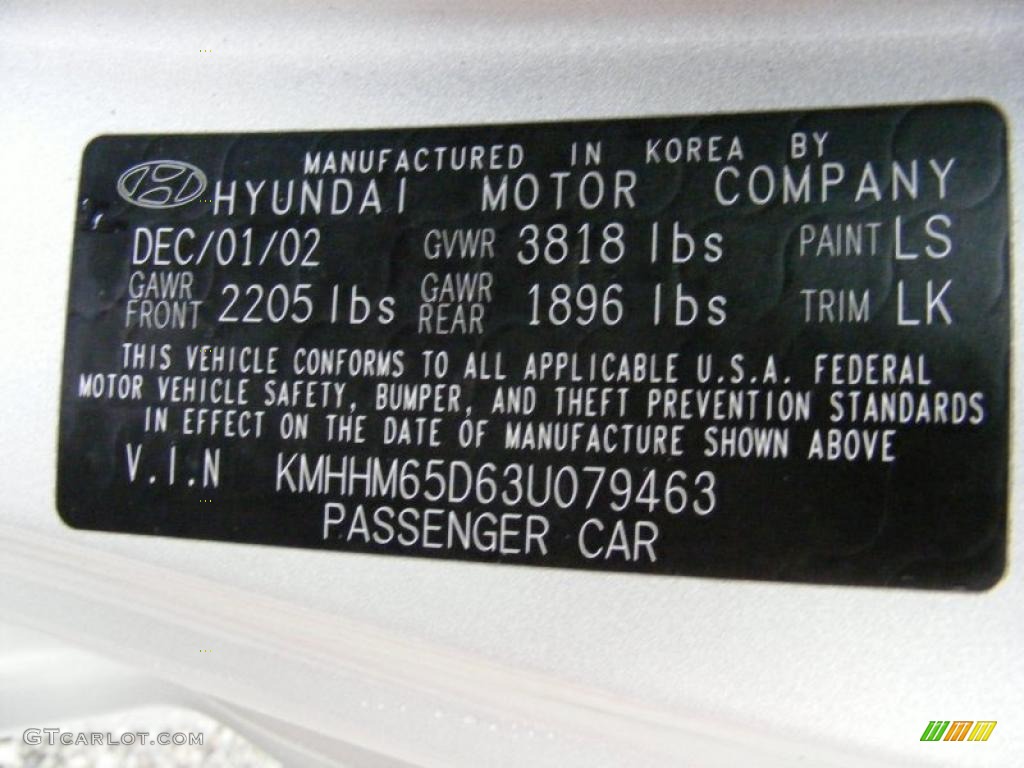 MANUFACTURED IN KOREA BY
HYUNDAI MOTOR COMPANY
DEC/01/02 GVWR 3818 lbs PAINT LS
GAWR FRONT 2205 lbs GAWR REAR 1896 lbs TRIM LK
THIS VEHICLE CONFORMS TO ALL APPLICABLE U.S.A. FEDERAL
MOTOR VEHICLE SAFETY, BUMPER, AND THEFT PREVENTION STANDARDS
IN EFFECT ON THE DATE OF MANUFACTURE SHOWN ABOVE
V.I.N KMHHM65D63U079463
PASSENGER CAR
GTCARLOT.COM